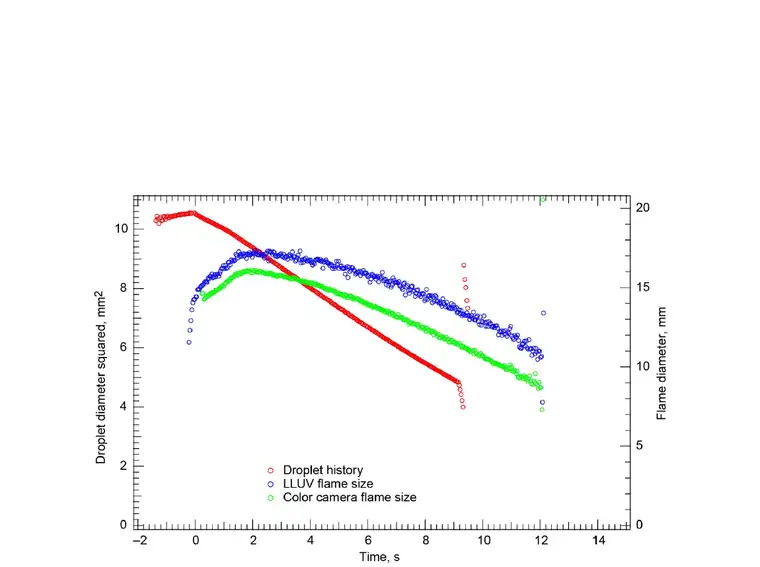 10
8
6
4
2
0
Droplet diameter squared, mm2
20
15
10
5
0
Flame diameter, mm
Droplet history
LLUV flame size
Color camera flame size
−2 0 2 4 6 8 10 12 14
Time, s